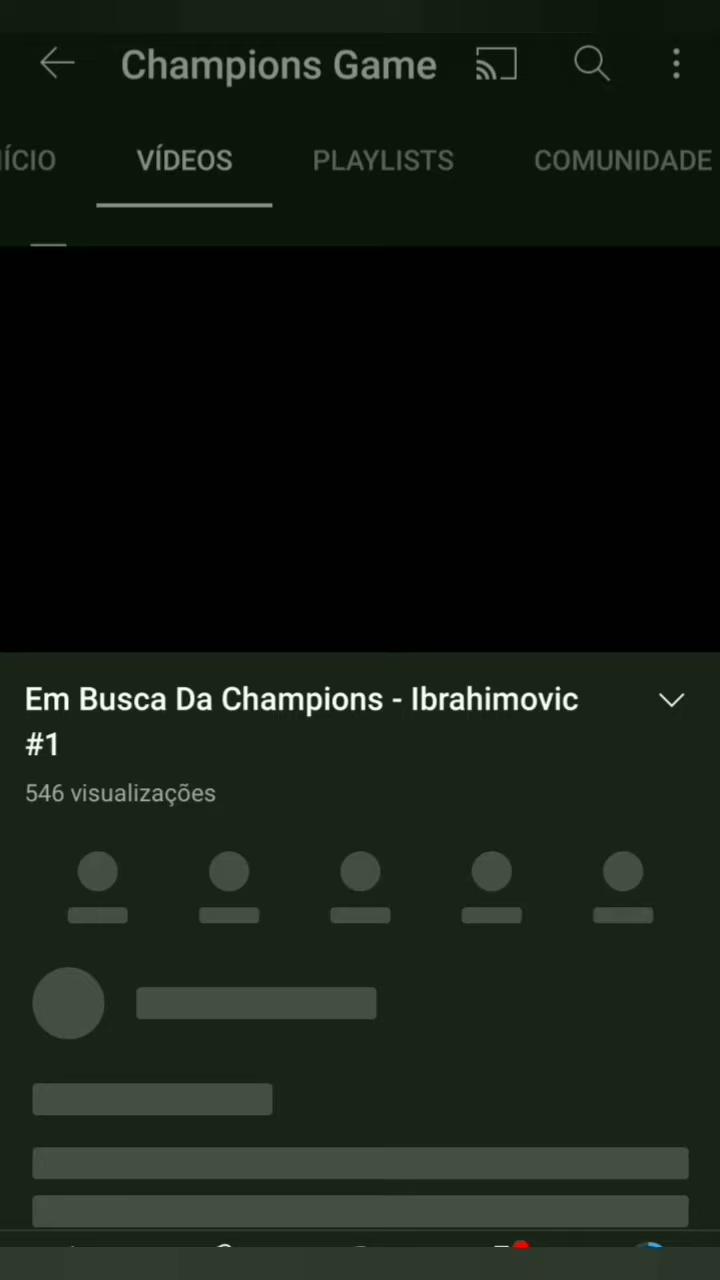 Champions Game
ÍCIO VÍDEOS PLAYLISTS COMUNIDADE
Em Busca Da Champions - Ibrahimovic
#1
546 visualizações